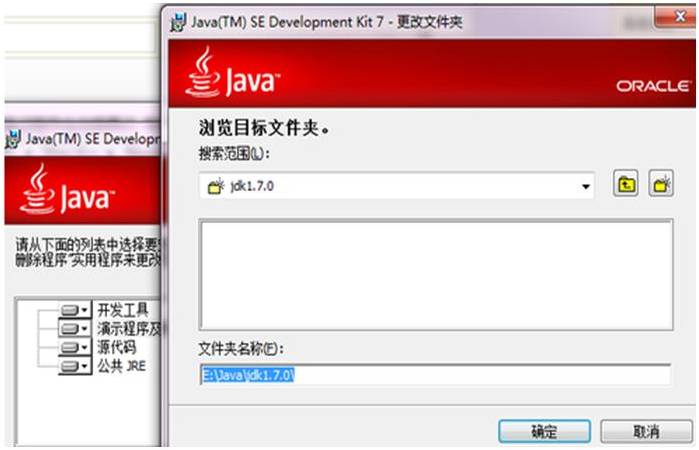 Java(TM) SE Development Kit 7 - 更改文件夹
Java™
ORACLE
浏览目标文件夹。
搜索范围(L):
jdk1.7.0
文件夹名称(F):
E:\Java\jdk1.7.0\
确定
取消
Java(TM) SE Develop
Java™
请从下面的列表中选择要
删除程序"实用程序来更改
开发工具
演示程序及
源代码
公共 JRE